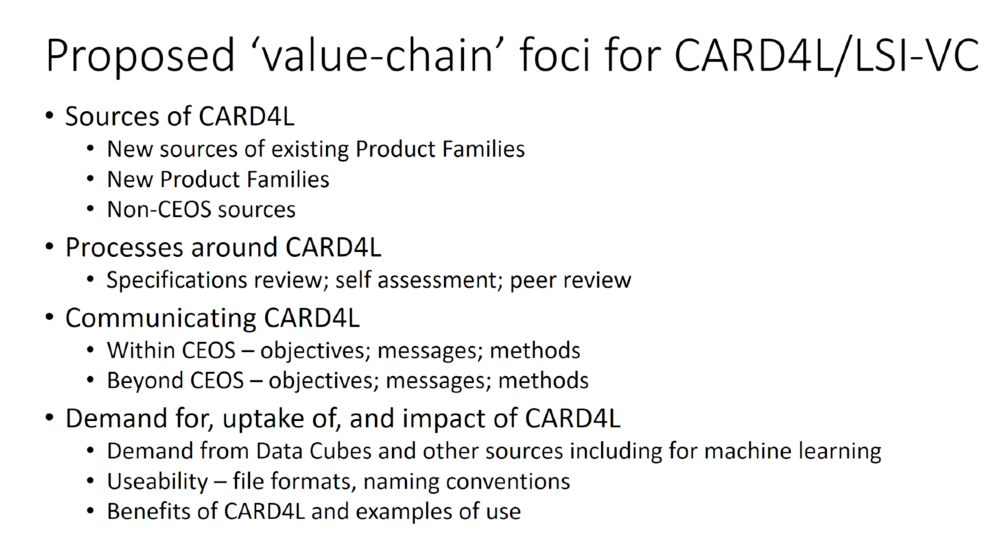 Proposed ‘value-chain’ foci for CARD4L/LSI-VC
• Sources of CARD4L
• New sources of existing Product Families
• New Product Families
• Non-CEOS sources
• Processes around CARD4L
• Specifications review; self assessment; peer review
• Communicating CARD4L
• Within CEOS – objectives; messages; methods
• Beyond CEOS – objectives; messages; methods
• Demand for, uptake of, and impact of CARD4L
• Demand from Data Cubes and other sources including for machine learning
• Useability – file formats, naming conventions
• Benefits of CARD4L and examples of use